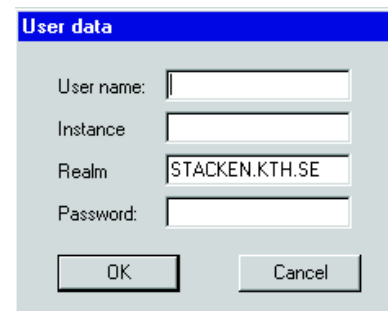 User data
User name:
Instance
Realm STACKEN.KTH.SE
Password:
OK Cancel